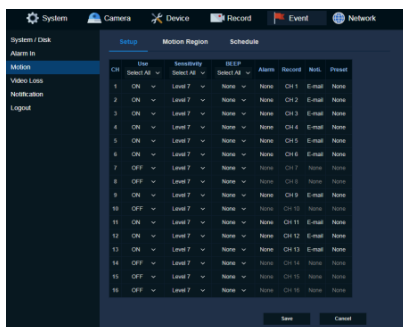 System Camera Device Record Event Network
System / Disk
Alarm In
Motion
Video Loss
Notification
Logout
Setup Motion Region Schedule
CH Use Sensitivity BEEP Alarm Record Noti. Preset
Select All Select All Select All
1 ON Level 7 None None CH 1 E-mail None
2 ON Level 7 None None CH 2 E-mail None
3 ON Level 7 None None CH 3 E-mail None
4 ON Level 7 None None CH 4 E-mail None
5 ON Level 7 None None CH 5 E-mail None
6 ON Level 7 None None CH 6 E-mail None
7 OFF Level 7 None None CH 7 None None
8 OFF Level 7 None None CH 8 None None
9 ON Level 7 None None CH 9 E-mail None
10 OFF Level 7 None None CH 10 None None
11 ON Level 7 None None CH 11 E-mail None
12 ON Level 7 None None CH 12 E-mail None
13 ON Level 7 None None CH 13 E-mail None
14 OFF Level 7 None None CH 14 None None
15 OFF Level 7 None None CH 15 None None
16 OFF Level 7 None None CH 16 None None
Save Cancel